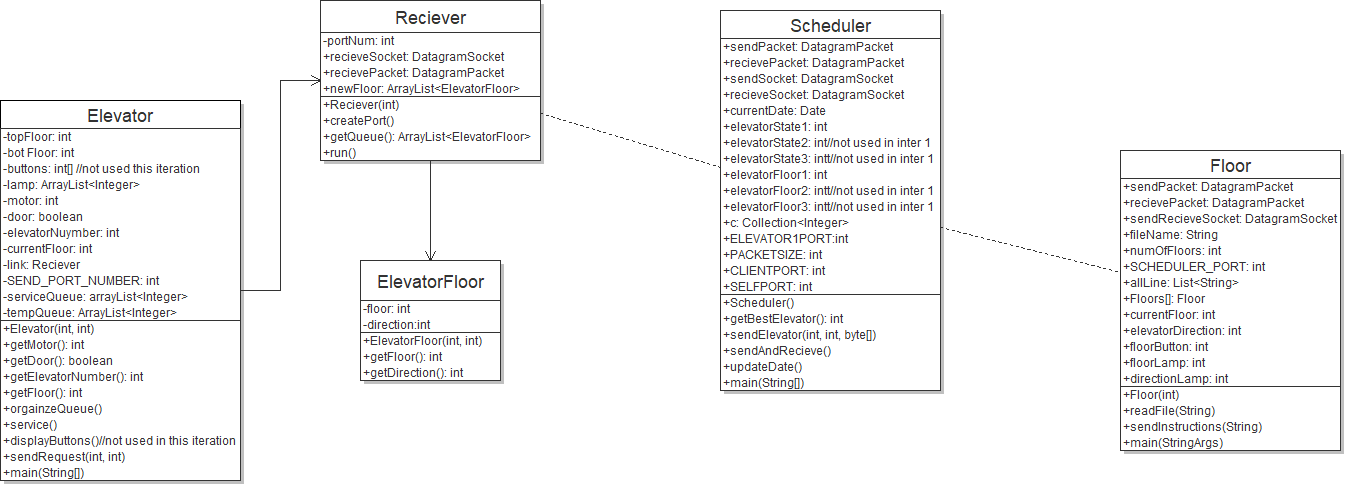 Elevator
-topFloor: int
-bot Floor: int
-buttons: int[] //not used this iteration
-lamp: ArrayList<Integer>
-motor: int
-door: boolean
-elevatorNuymber: int
-currentFloor: int
-link: Reciever
-SEND_PORT_NUMBER: int
-serviceQueue: arrayList<Integer>
-tempQueue: ArrayList<Integer>
+Elevator(int, int)
+getMotor(): int
+getDoor(): boolean
+getElevatorNumber(): int
+getFloor(): int
+orgainzeQueue()
+service()
+displayButtons()//not used in this iteration
+sendRequest(int, int)
+main(String[])
Reciever
-portNum: int
+recieveSocket: DatagramSocket
+recievePacket: DatagramPacket
+newFloor: ArrayList<ElevatorFloor>
+Reciever(int)
+createPort()
+getQueue(): ArrayList<ElevatorFloor>
+run()
ElevatorFloor
-floor: int
-direction:int
+ElevatorFloor(int, int)
+getFloor(): int
+getDirection(): int
Scheduler
+sendPacket: DatagramPacket
+recievePacket: DatagramPacket
+sendSocket: DatagramSocket
+recieveSocket: DatagramSocket
+currentDate: Date
+elevatorState1: int
+elevatorState2: int//not used in inter 1
+elevatorState3: intt//not used in inter 1
+elevatorFloor1: int
+elevatorFloor2: intt//not used in inter 1
+elevatorFloor3: intt//not used in inter 1
+c: Collection<Integer>
+ELEVATOR1PORT:int
+PACKETSIZE: int
+CLIENTPORT: int
+SELFPORT: int
+Scheduler()
+getBestElevator(): int
+sendElevator(int, int, byte[])
+sendAndRecieve()
+updateDate()
+main(String[])
Floor
+sendPacket: DatagramPacket
+recievePacket: DatagramPacket
+sendRecieveSocket: DatagramSocket
+fileName: String
+numOfFloors: int
+SCHEDULER_PORT: int
+allLine: List<String>
+Floors[]: Floor
+currentFloor: int
+elevatorDirection: int
+floorButton: int
+floorLamp: int
+directionLamp: int
+Floor(int)
+readFile(String)
+sendInstructions(String)
+main(StringArgs)